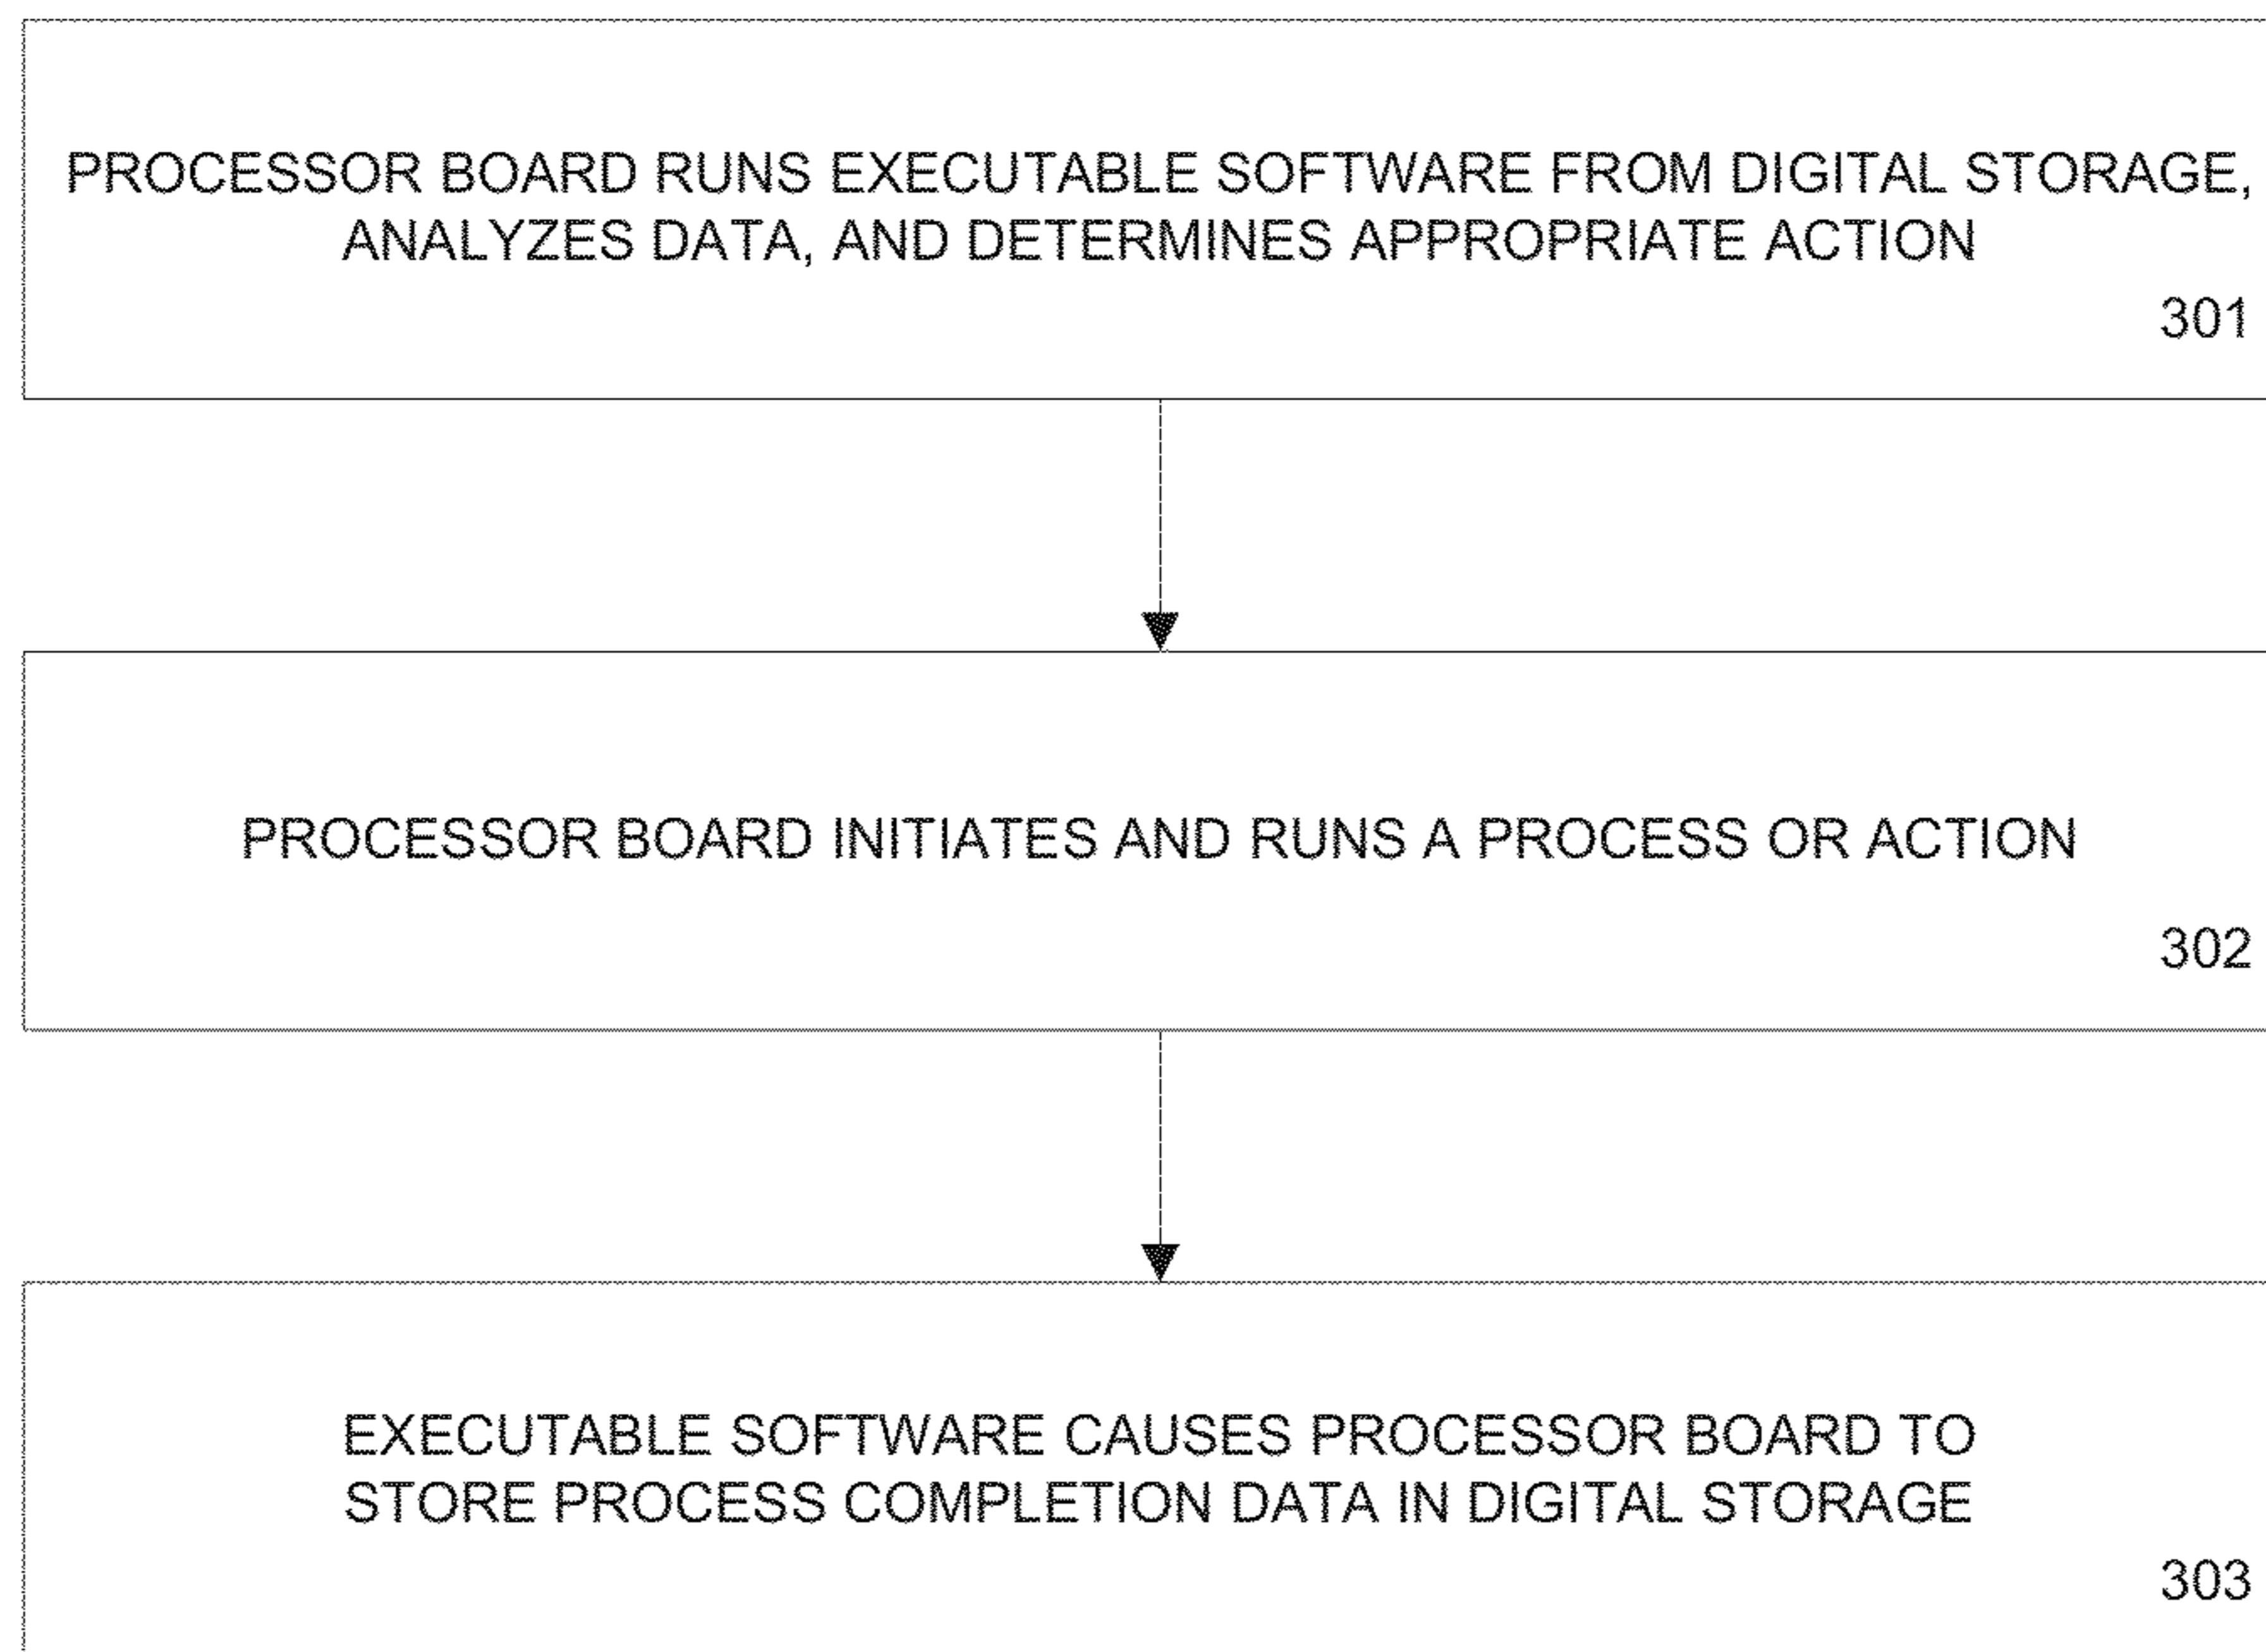 PROCESSOR BOARD RUNS EXECUTABLE SOFTWARE FROM DIGITAL STORAGE,
ANALYZES DATA, AND DETERMINES APPROPRIATE ACTION
301
PROCESSOR BOARD INITIATES AND RUNS A PROCESS OR ACTION
302
EXECUTABLE SOFTWARE CAUSES PROCESSOR BOARD TO
STORE PROCESS COMPLETION DATA IN DIGITAL STORAGE
303